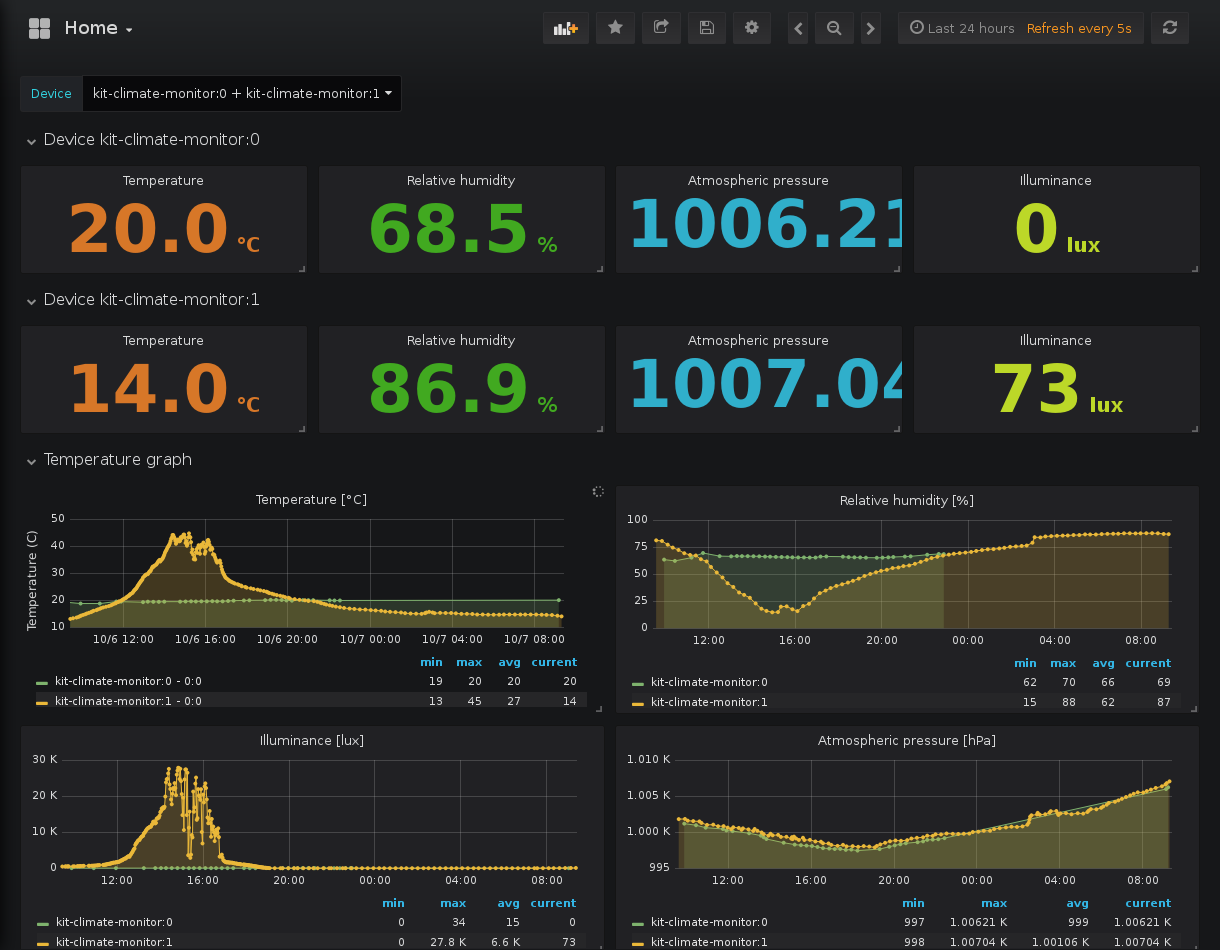 Home
Last 24 hours Refresh every 5s
Device kit-climate-monitor:0 + kit-climate-monitor:1
Device kit-climate-monitor:0
Temperature Relative humidity Atmospheric pressure Illuminance
20.0 °C 68.5 % 1006.21 0 lux
Device kit-climate-monitor:1
Temperature Relative humidity Atmospheric pressure Illuminance
14.0 °C 86.9 % 1007.04 73 lux
Temperature graph
Temperature [°C]
Temperature (C)
50
40
30
20
10
10/6 12:00 10/6 16:00 10/6 20:00 10/7 00:00 10/7 04:00 10/7 08:00
min max avg current
kit-climate-monitor:0 - 0:0 19 20 20 20
kit-climate-monitor:1 - 0:0 13 45 27 14
Relative humidity [%]
100
75
50
25
0
12:00 16:00 20:00 00:00 04:00 08:00
min max avg current
kit-climate-monitor:0 62 70 66 69
kit-climate-monitor:1 15 88 62 87
Illuminance [lux]
30 K
20 K
10 K
0
12:00 16:00 20:00 00:00 04:00 08:00
min max avg current
kit-climate-monitor:0 0 34 15 0
kit-climate-monitor:1 0 27.8 K 6.6 K 73
Atmospheric pressure [hPa]
1.010 K
1.005 K
1.000 K
995
12:00 16:00 20:00 00:00 04:00 08:00
min max avg current
kit-climate-monitor:0 997 1.00621 K 999 1.00621 K
kit-climate-monitor:1 998 1.00704 K 1.00106 K 1.00704 K